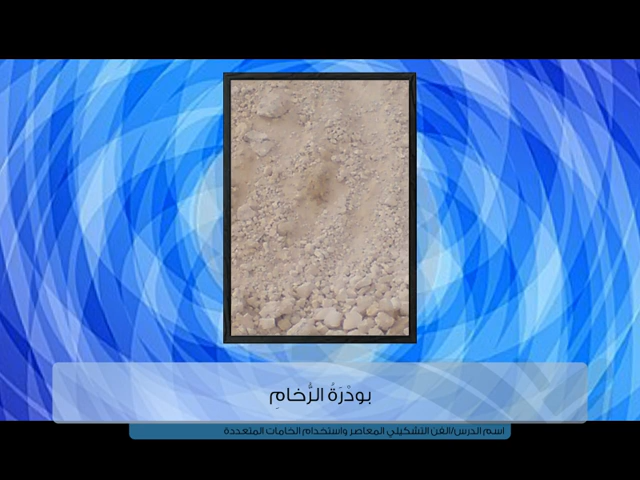 بودْرَةُ الرُّخامِ
اسم الدرس/الفن التشكيلي المعاصر واستخدام الخامات المتعددة